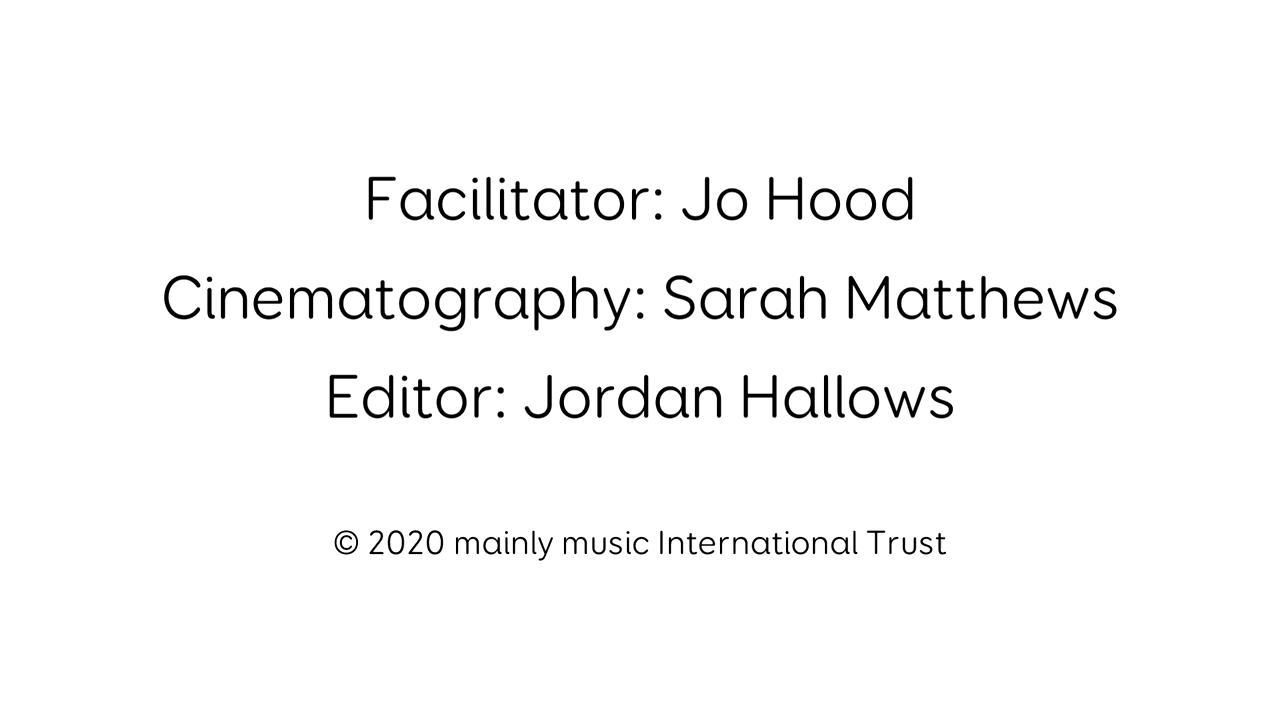 Facilitator: Jo Hood
Cinematography: Sarah Matthews
Editor: Jordan Hallows
© 2020 mainly music International Trust